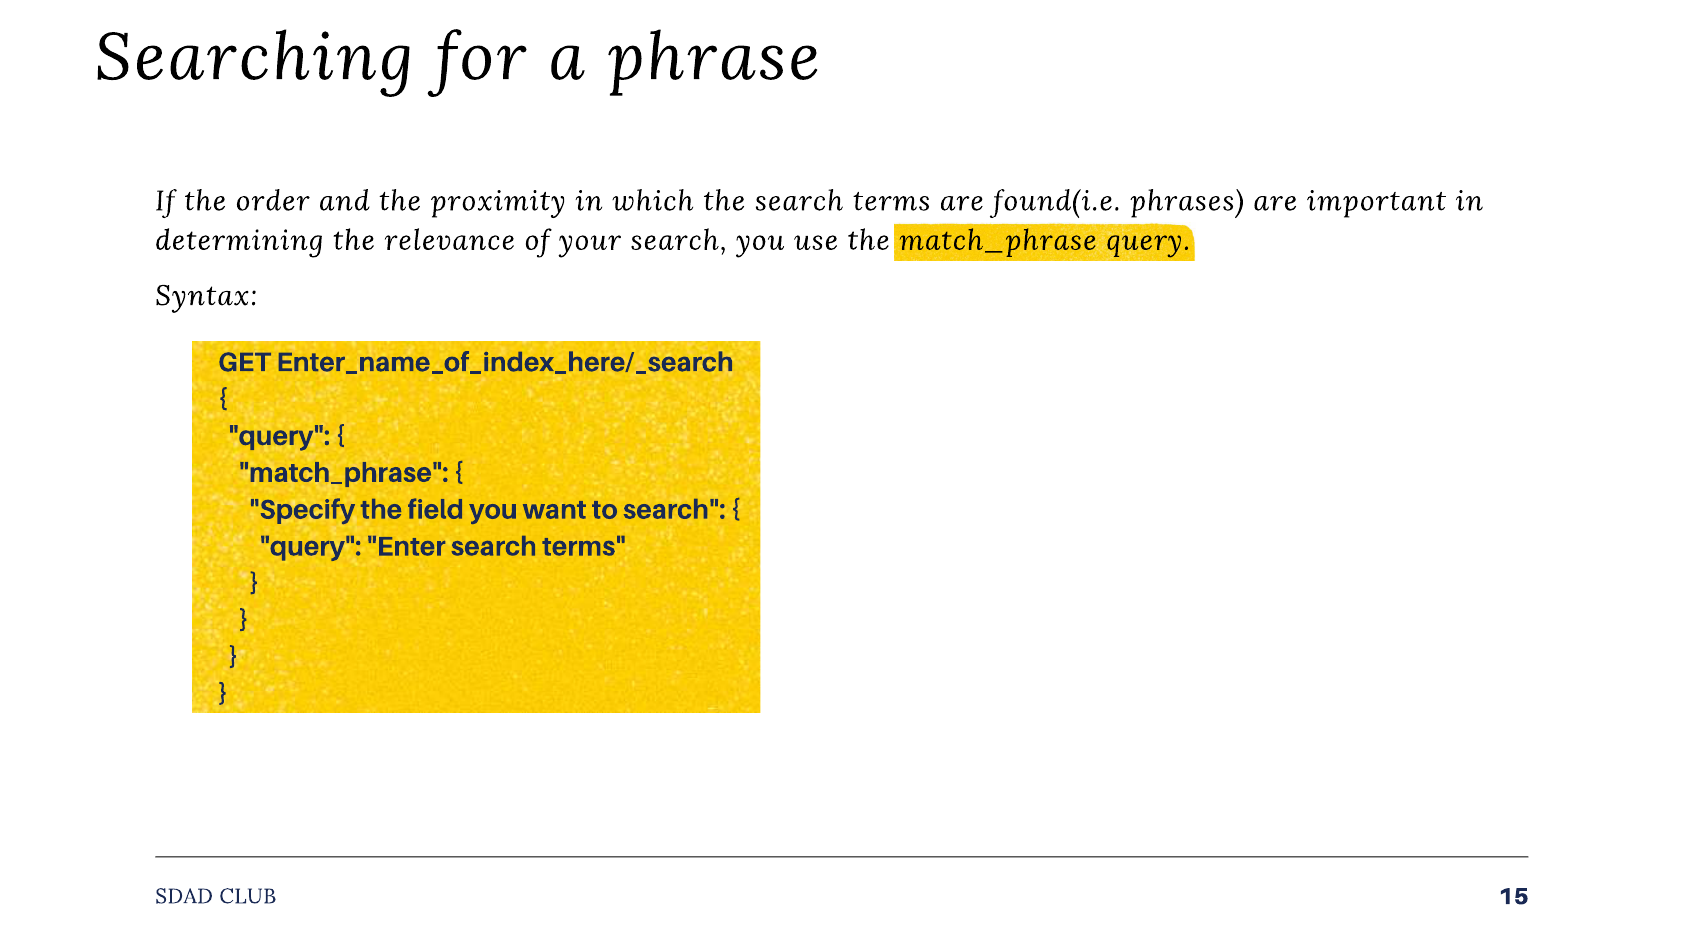 Searching for a phrase
If the order and the proximity in which the search terms are found(i.e. phrases) are important in
determining the relevance of your search, you use the match_phrase query.
Syntax:
GET Enter_name_of_index_here/_search
{
"query": {
"match_phrase": {
"Specify the field you want to search": {
"query": "Enter search terms"
}
}
}
}
SDAD CLUB
15